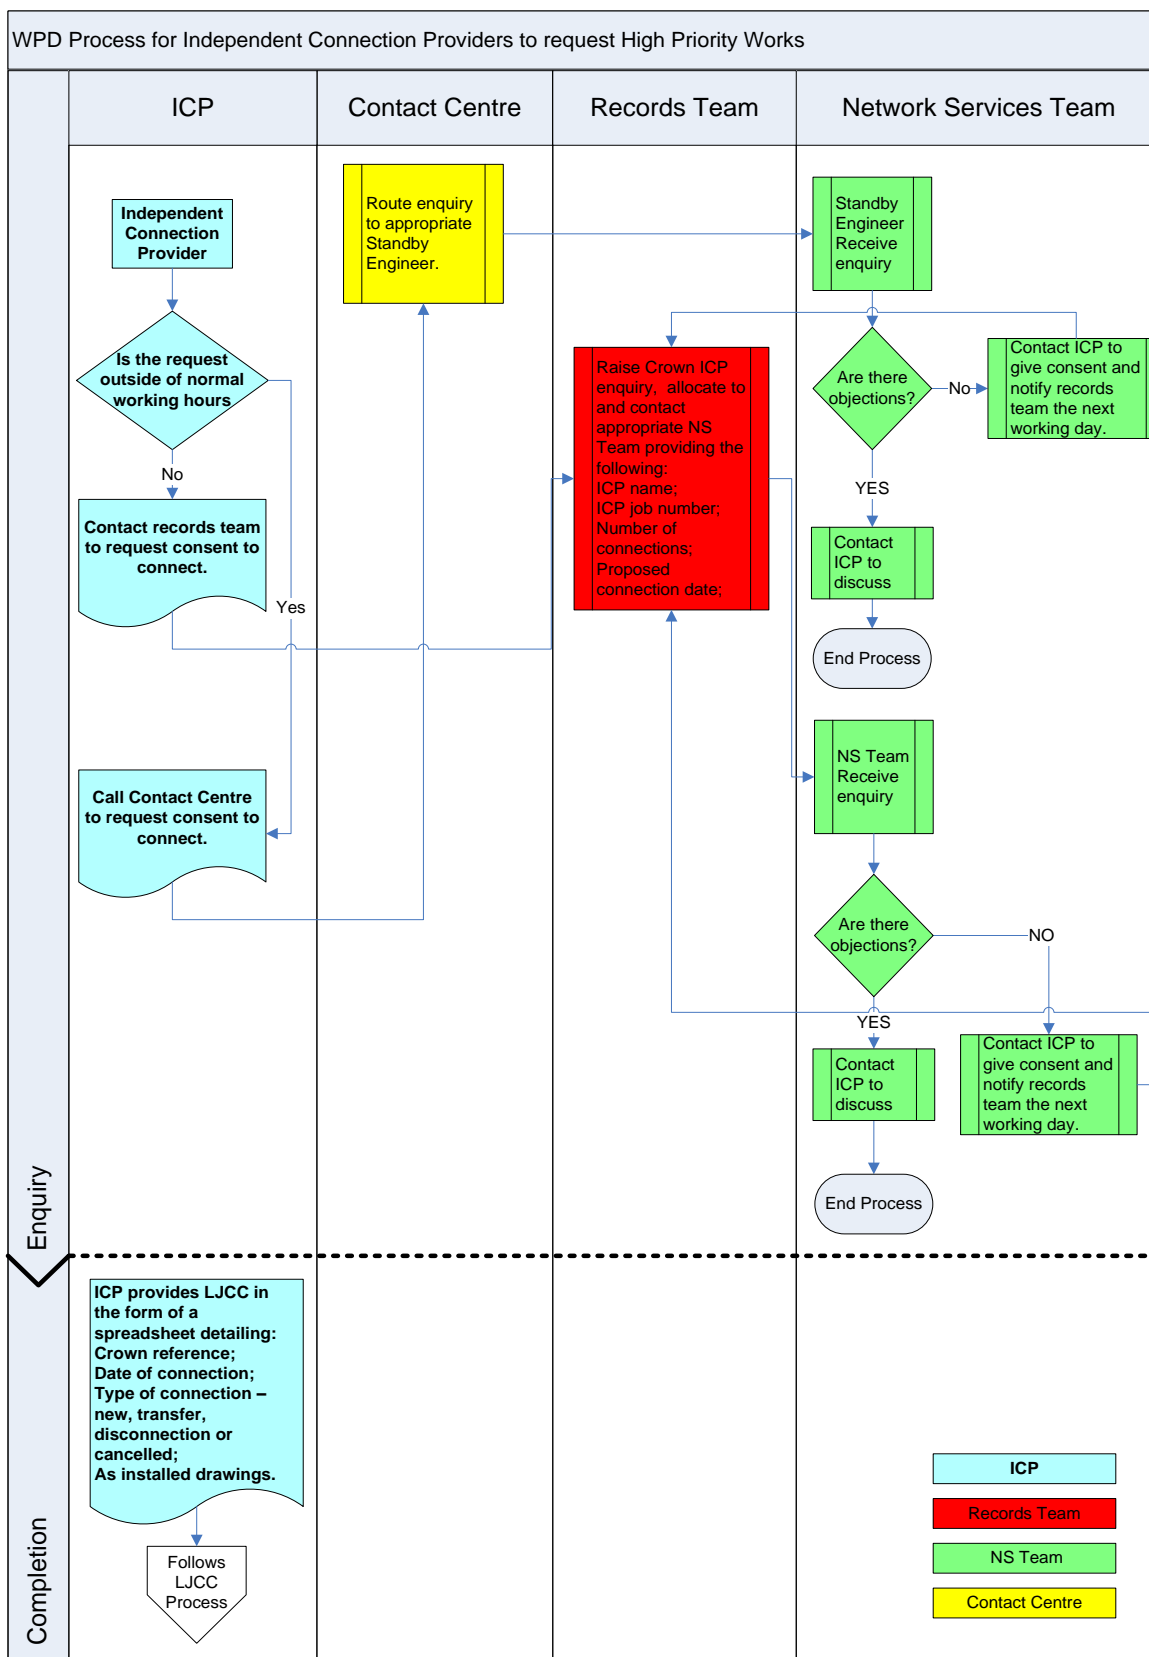 WPD Process for Independent Connection Providers to request High Priority Works
ICP
Contact Centre
Records Team
Network Services Team
Enquiry
Independent
Connection
Provider
Is the request
outside of normal
working hours
No
Yes
Contact records team
to request consent to
connect.
Call Contact Centre
to request consent to
connect.
Route enquiry
to appropriate
Standby
Engineer.
Raise Crown ICP
enquiry, allocate to
and contact
appropriate NS
Team providing the
following:
ICP name;
ICP job number;
Number of
connections;
Proposed
connection date;
Standby
Engineer
Receive
enquiry
Are there
objections?
No
Contact ICP to
give consent and
notify records
team the next
working day.
YES
Contact
ICP to
discuss
End Process
NS Team
Receive
enquiry
Are there
objections?
NO
YES
Contact ICP to
give consent and
notify records
team the next
working day.
Contact
ICP to
discuss
End Process
Completion
ICP provides LJCC in
the form of a
spreadsheet detailing:
Crown reference;
Date of connection;
Type of connection –
new, transfer,
disconnection or
cancelled;
As installed drawings.
Follows
LJCC
Process
ICP
Records Team
NS Team
Contact Centre